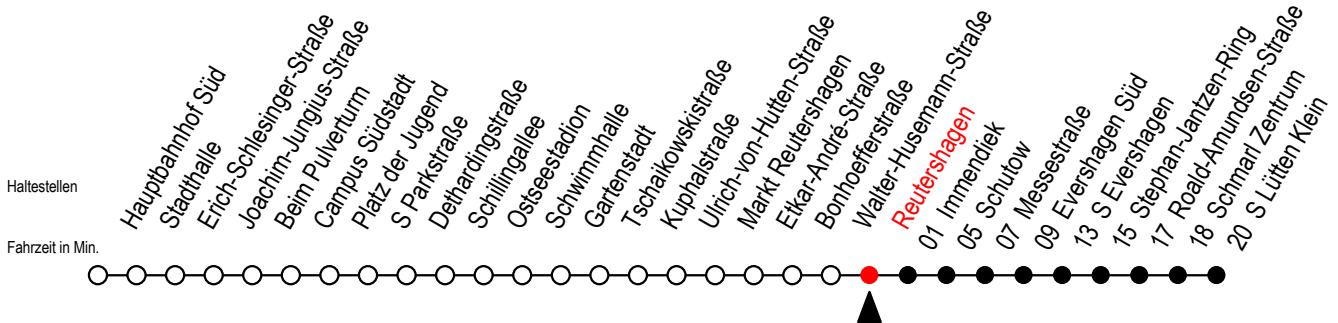 Haltestellen
Fahrzeit in Min.
Hauptbahnhof Süd
Stadthalle
Erich-Schlesinger-Straße
Joachim-Jungius-Straße
Beim Pulverturm
Campus Südstadt
Platz der Jugend
S Parkstraße
Dethardingstraße
Schillingallee
Ostseestadion
Schwimmhalle
Gartenstadt
Tschaikowskistraße
Kuphalstraße
Ulrich-von-Hutten-Straße
Markt Reutershagen
Etkar-André-Straße
Bonhoefferstraße
Walter-Husemann-Straße
Reutershagen
01 Immendiek
05 Schutow
07 Messestraße
09 Evershagen Süd
13 S Evershagen
15 Stephan-Jantzen-Ring
17 Roald-Amundsen-Straße
18 Schmarl Zentrum
20 S Lütten Klein